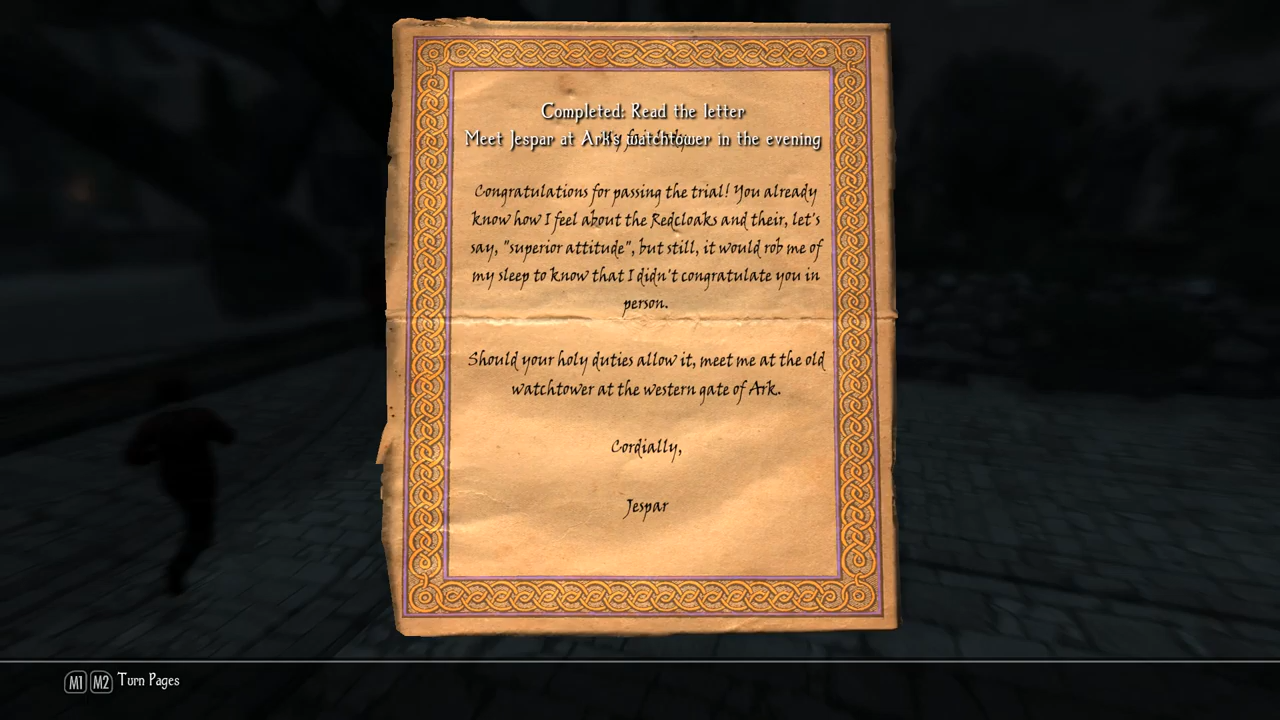 Completed: Read the letter
Meet Jespar at Ark's watchtower in the evening
Congratulations for passing the trial! You already
know how I feel about the Redcloaks and their, let's
say, "superior attitude", but still, it would rob me of
my sleep to know that I didn't congratulate you in
person.
Should your holy duties allow it, meet me at the old
watchtower at the western gate of Ark.
Cordially,
Jespar
M1 M2 Turn Pages